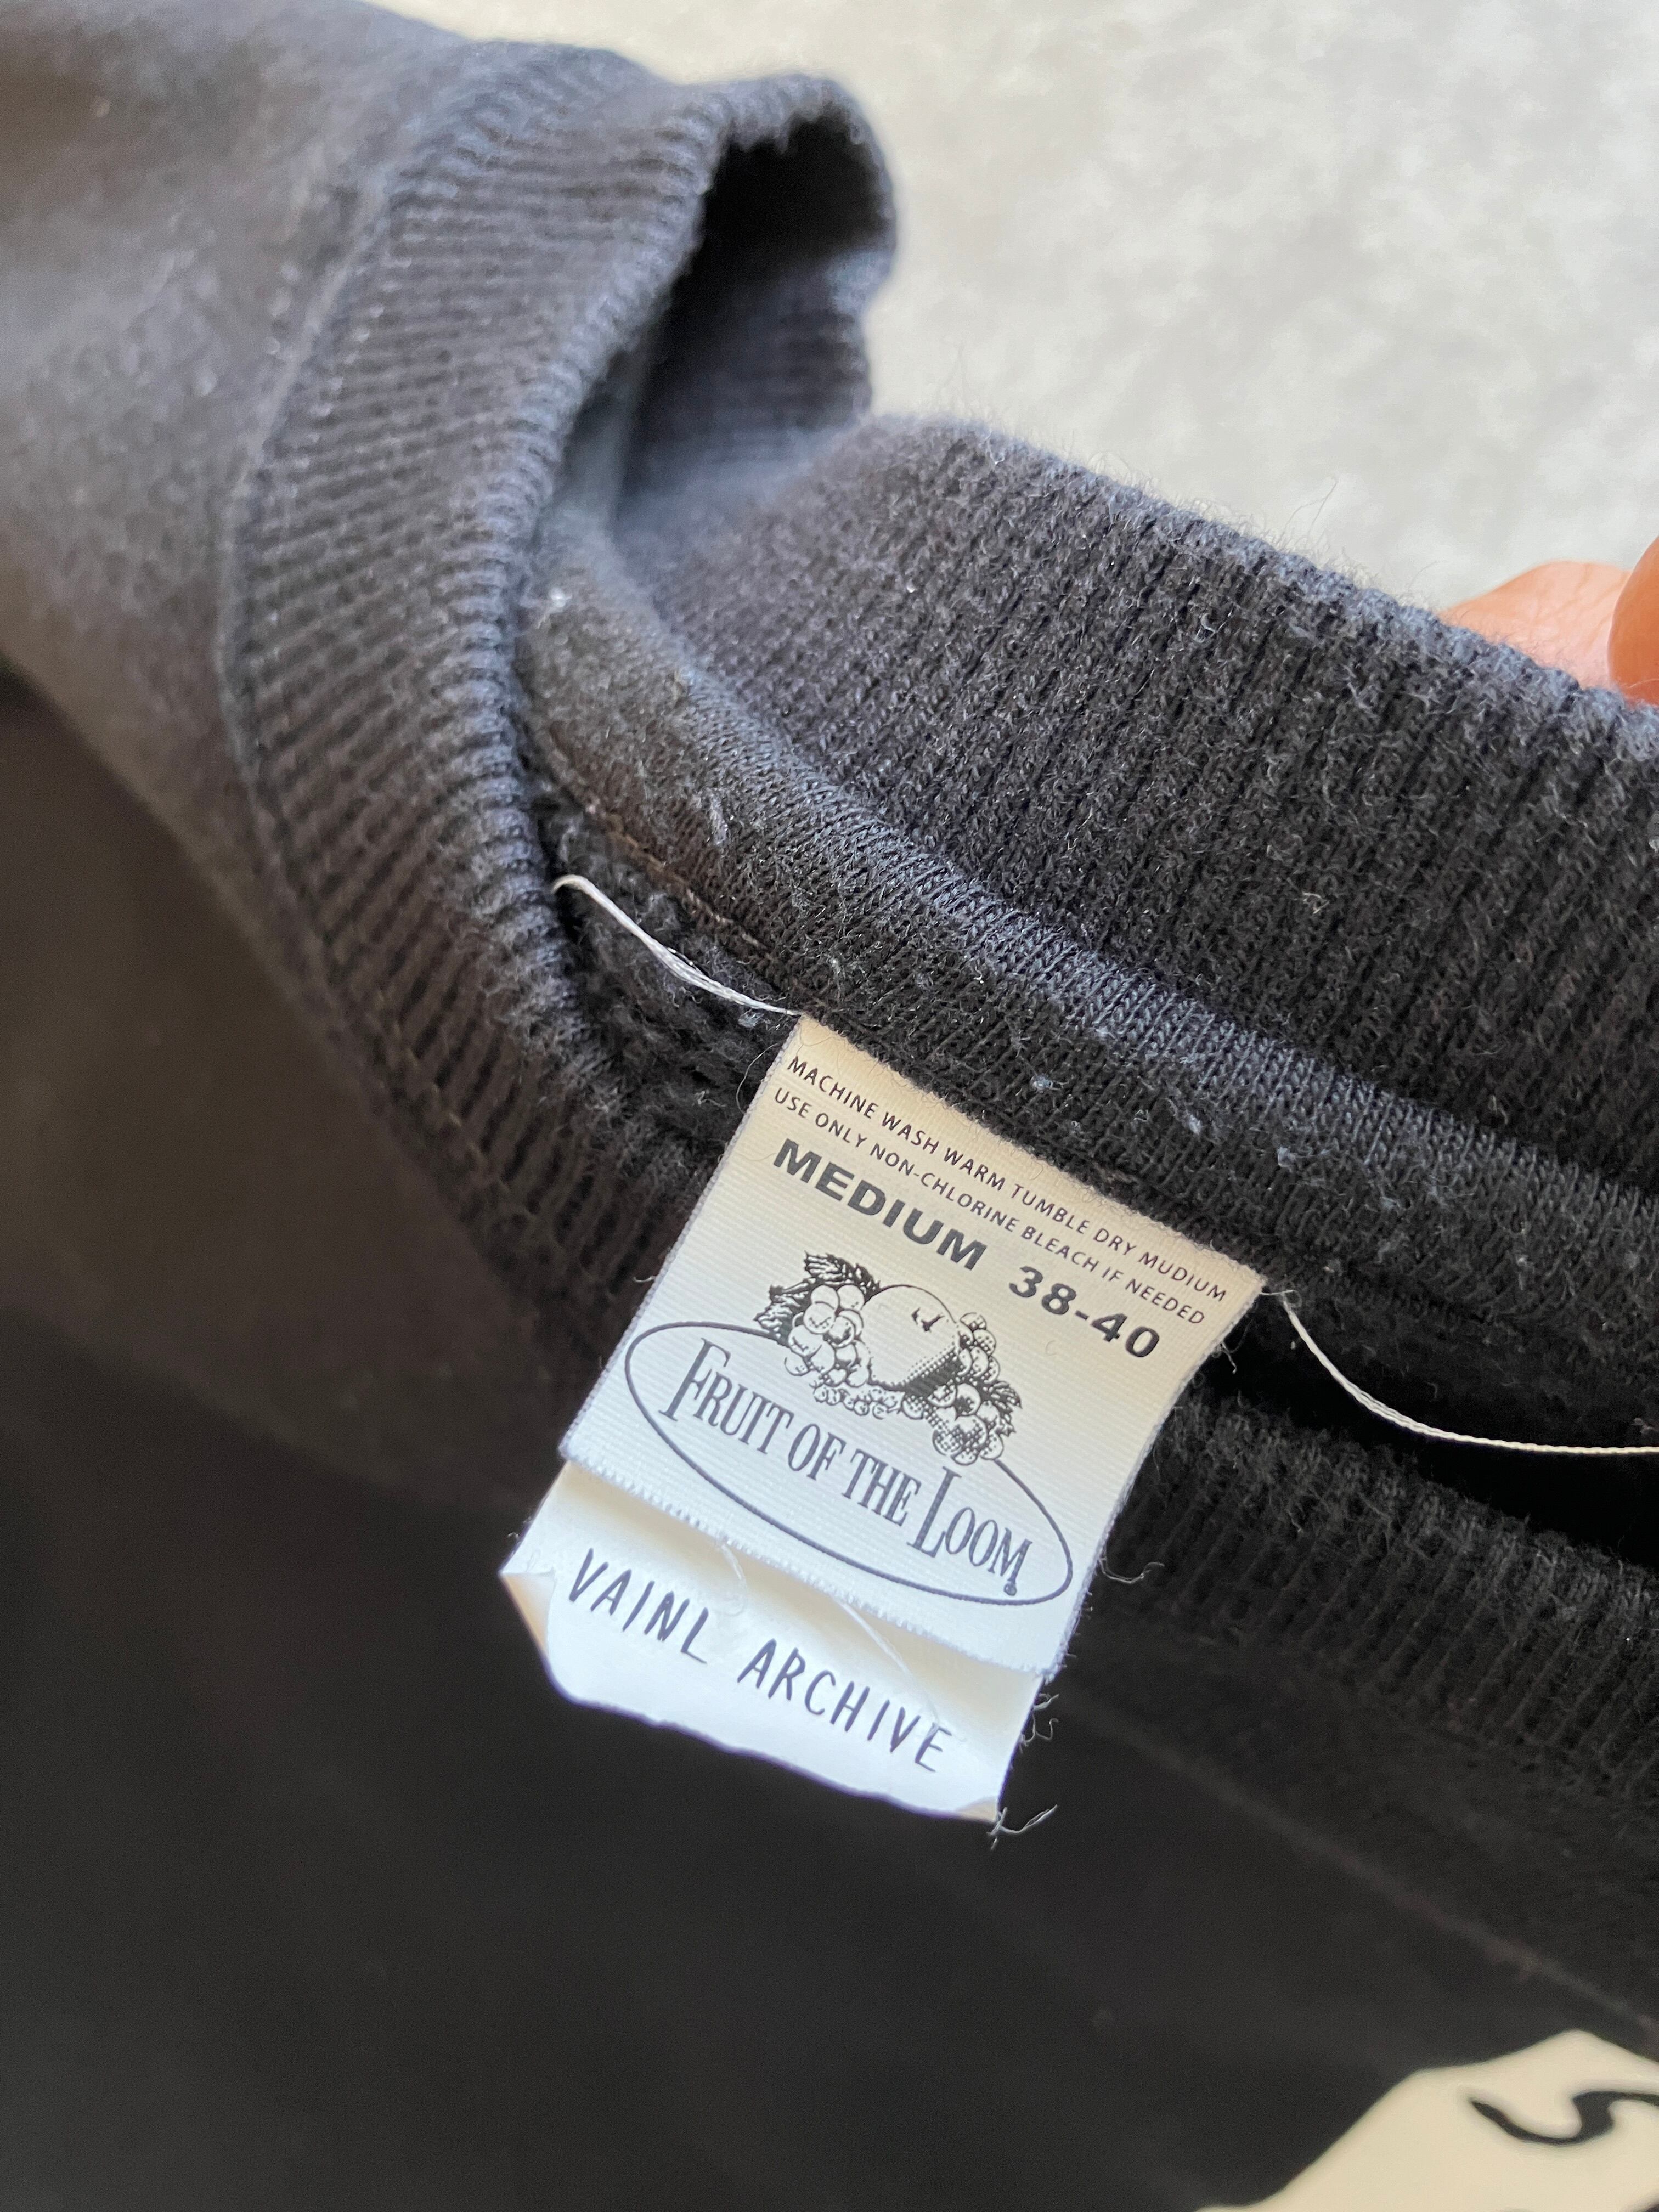 MACHINE WASH WARM TUMBLE DRY MUDIUM
USE ONLY NON-CHLORINE BLEACH IF NEEDED
MEDIUM 38-40
FRUIT OF THE LOOM
VAINL ARCHIVE
S